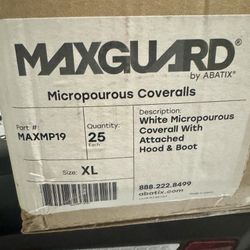 MAXGUARD®
by ABATIX®
Micropourous Coveralls
Part #:
MAXMP19
Quantity:
25
Each
Description:
White Micropourous
Coverall With
Attached
Hood & Boot
Size: XL
888.222.8499
abatix.com